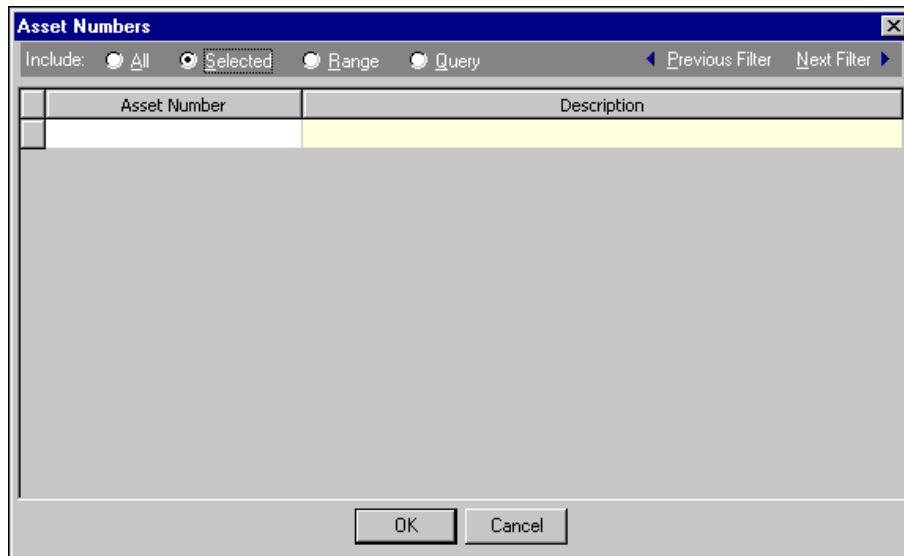 Asset Numbers
Include: All Selected Range Query Previous Filter Next Filter
Asset Number Description
OK Cancel